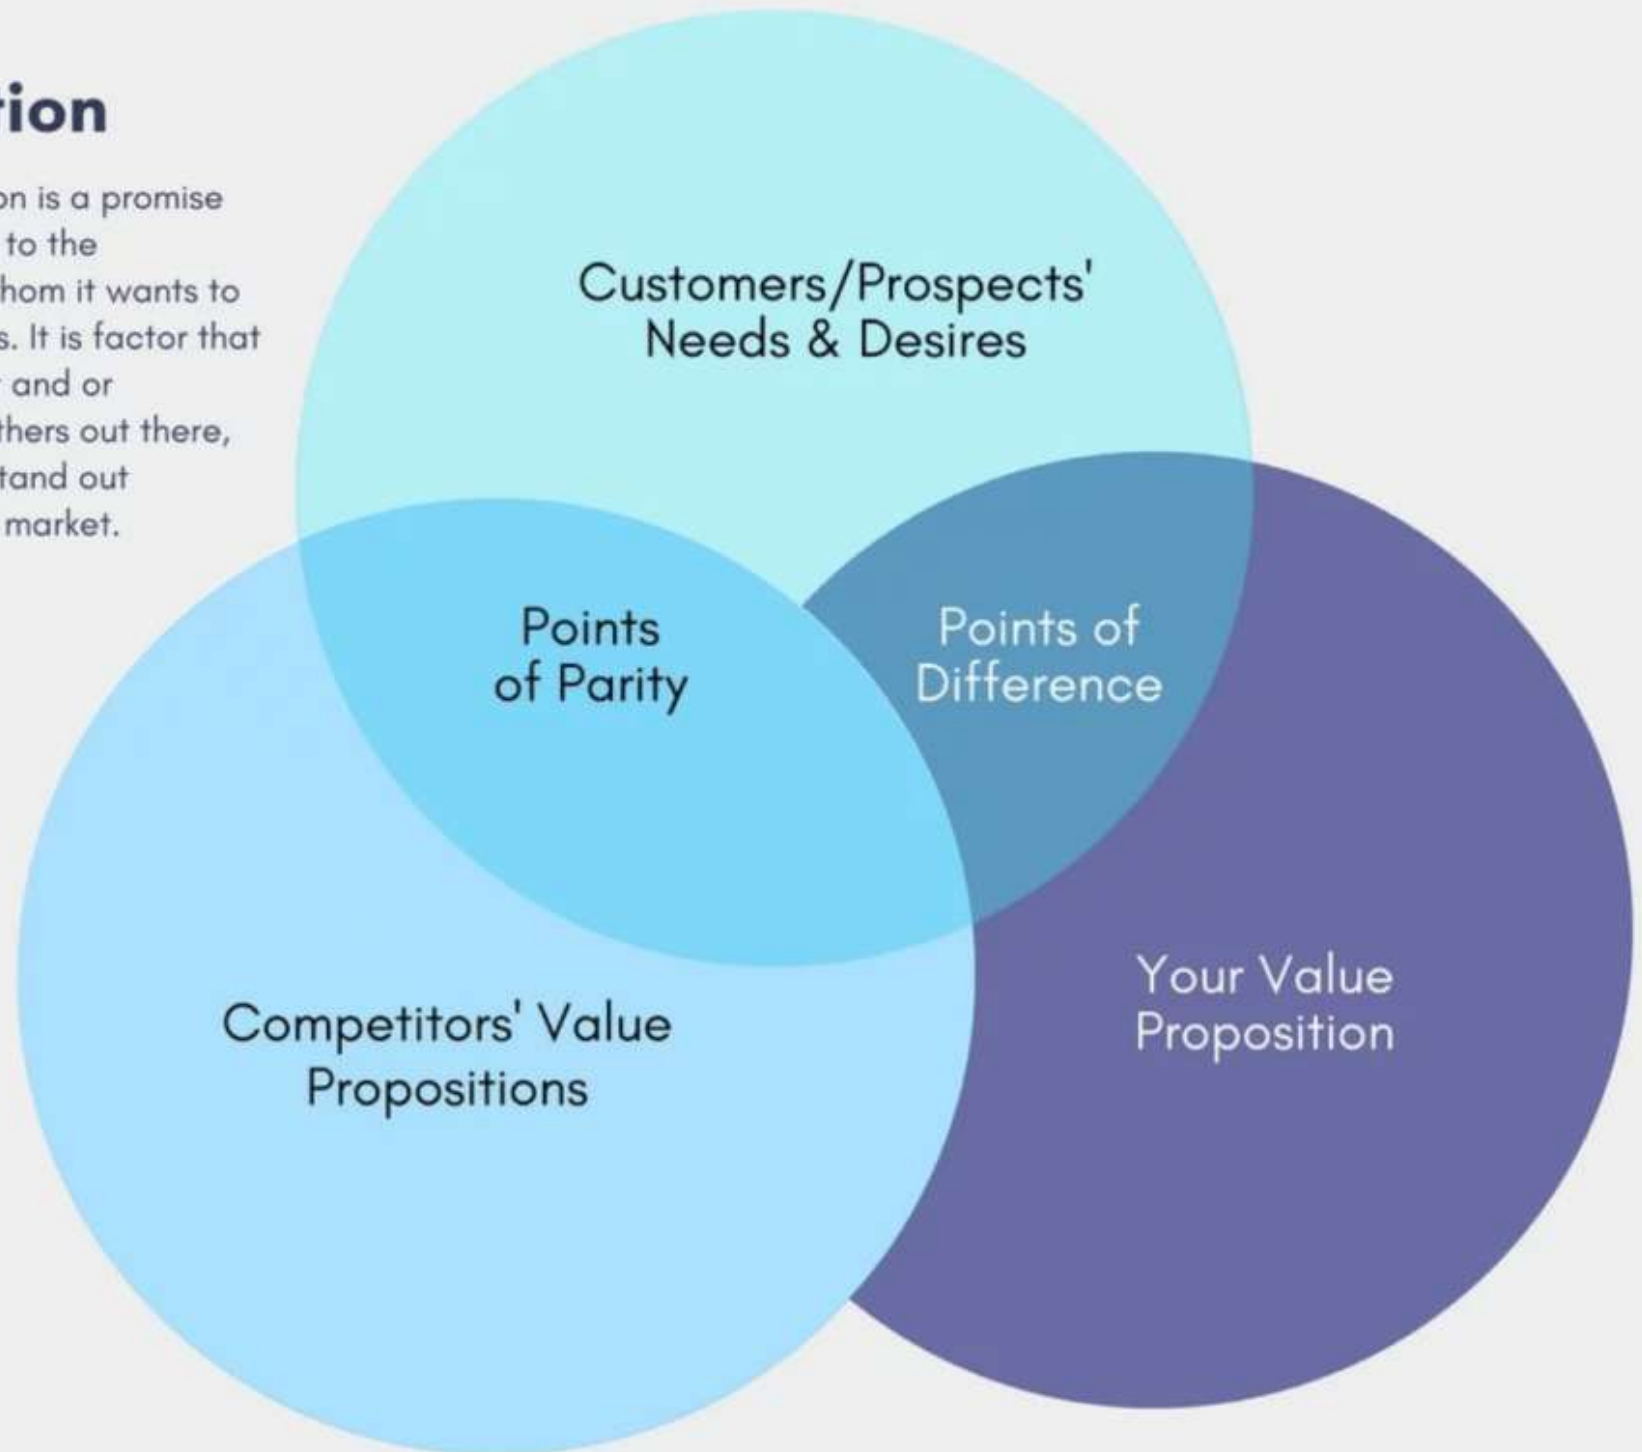 tion
on is a promise
to the
hom it wants to
s. It is factor that
and or
thers out there,
tand out
market.
Customers/Prospects'
Needs & Desires
Points
of Parity
Points of
Difference
Competitors' Value
Propositions
Your Value
Proposition